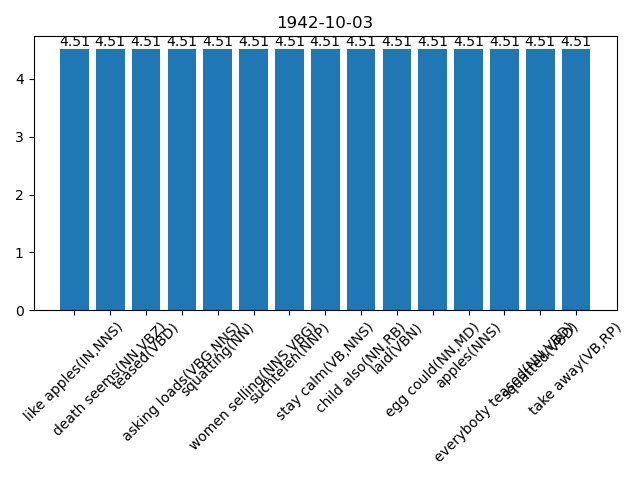 1942-10-03
4.51 4.51 4.51 4.51 4.51 4.51 4.51 4.51 4.51 4.51 4.51 4.51 4.51 4.51 4.51
4
3
2
1
0
like apples(IN,NNS)
death seems(NN,VBZ)
teased(VBD)
asking loads(VBG,NNS)
squatting(NN)
women selling(NNS,VBG)
suchtelen(NNP)
stay calm(VB,NNS)
child also(NN,RB)
laid(VBN)
egg could(NN,MD)
apples(NNS)
everybody teased(NN,VBD)
squatted(VBD)
take away(VB,RP)